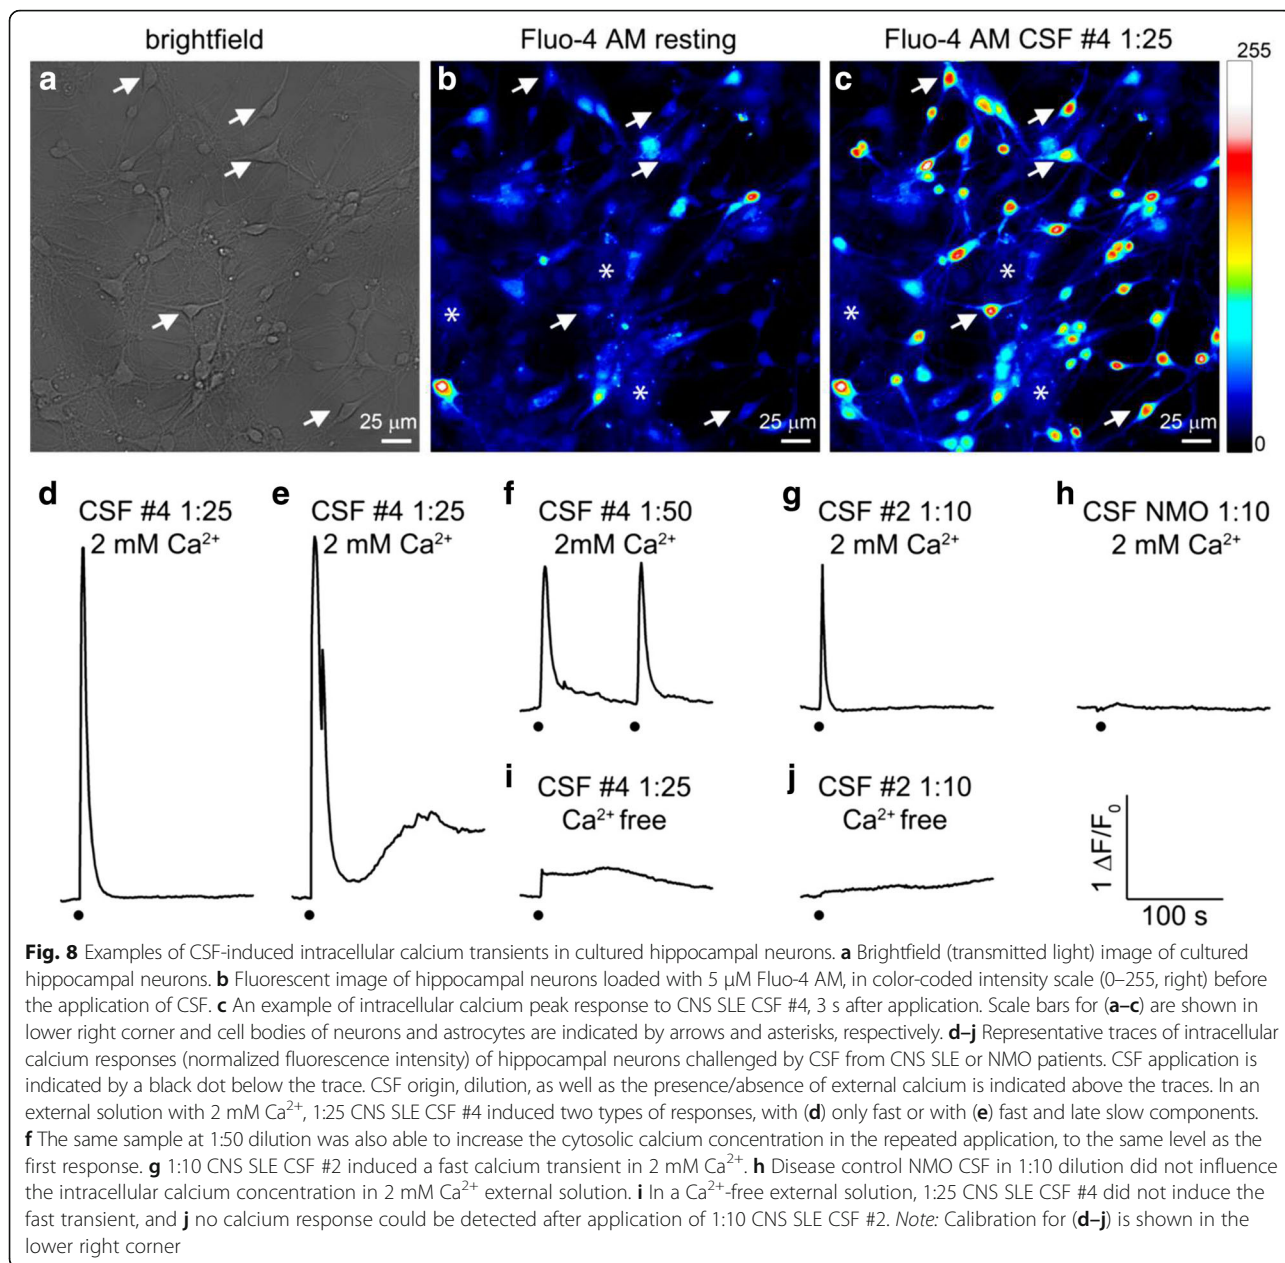 brightfield
Fluo-4 AM resting
Fluo-4 AM CSF #4 1:25
255
a
b
c
*
*
*
*
*
*
25 µm
25 µm
25 µm
0
d
CSF #4 1:25
2 mM Ca²⁺
e
CSF #4 1:25
2 mM Ca²⁺
f
CSF #4 1:50
2mM Ca²⁺
g
CSF #2 1:10
2 mM Ca²⁺
h
CSF NMO 1:10
2 mM Ca²⁺
i
CSF #4 1:25
Ca²⁺ free
j
CSF #2 1:10
Ca²⁺ free
1 ΔF/F₀
100 s
Fig. 8 Examples of CSF-induced intracellular calcium transients in cultured hippocampal neurons. a Brightfield (transmitted light) image of cultured
hippocampal neurons. b Fluorescent image of hippocampal neurons loaded with 5 µM Fluo-4 AM, in color-coded intensity scale (0–255, right) before
the application of CSF. c An example of intracellular calcium peak response to CNS SLE CSF #4, 3 s after application. Scale bars for (a–c) are shown in
lower right corner and cell bodies of neurons and astrocytes are indicated by arrows and asterisks, respectively. d–j Representative traces of intracellular
calcium responses (normalized fluorescence intensity) of hippocampal neurons challenged by CSF from CNS SLE or NMO patients. CSF application is
indicated by a black dot below the trace. CSF origin, dilution, as well as the presence/absence of external calcium is indicated above the traces. In an
external solution with 2 mM Ca²⁺, 1:25 CNS SLE CSF #4 induced two types of responses, with (d) only fast or with (e) fast and late slow components.
f The same sample at 1:50 dilution was also able to increase the cytosolic calcium concentration in the repeated application, to the same level as the
first response. g 1:10 CNS SLE CSF #2 induced a fast calcium transient in 2 mM Ca²⁺. h Disease control NMO CSF in 1:10 dilution did not influence
the intracellular calcium concentration in 2 mM Ca²⁺ external solution. i In a Ca²⁺-free external solution, 1:25 CNS SLE CSF #4 did not induce the
fast transient, and j no calcium response could be detected after application of 1:10 CNS SLE CSF #2. Note: Calibration for (d–j) is shown in the
lower right corner